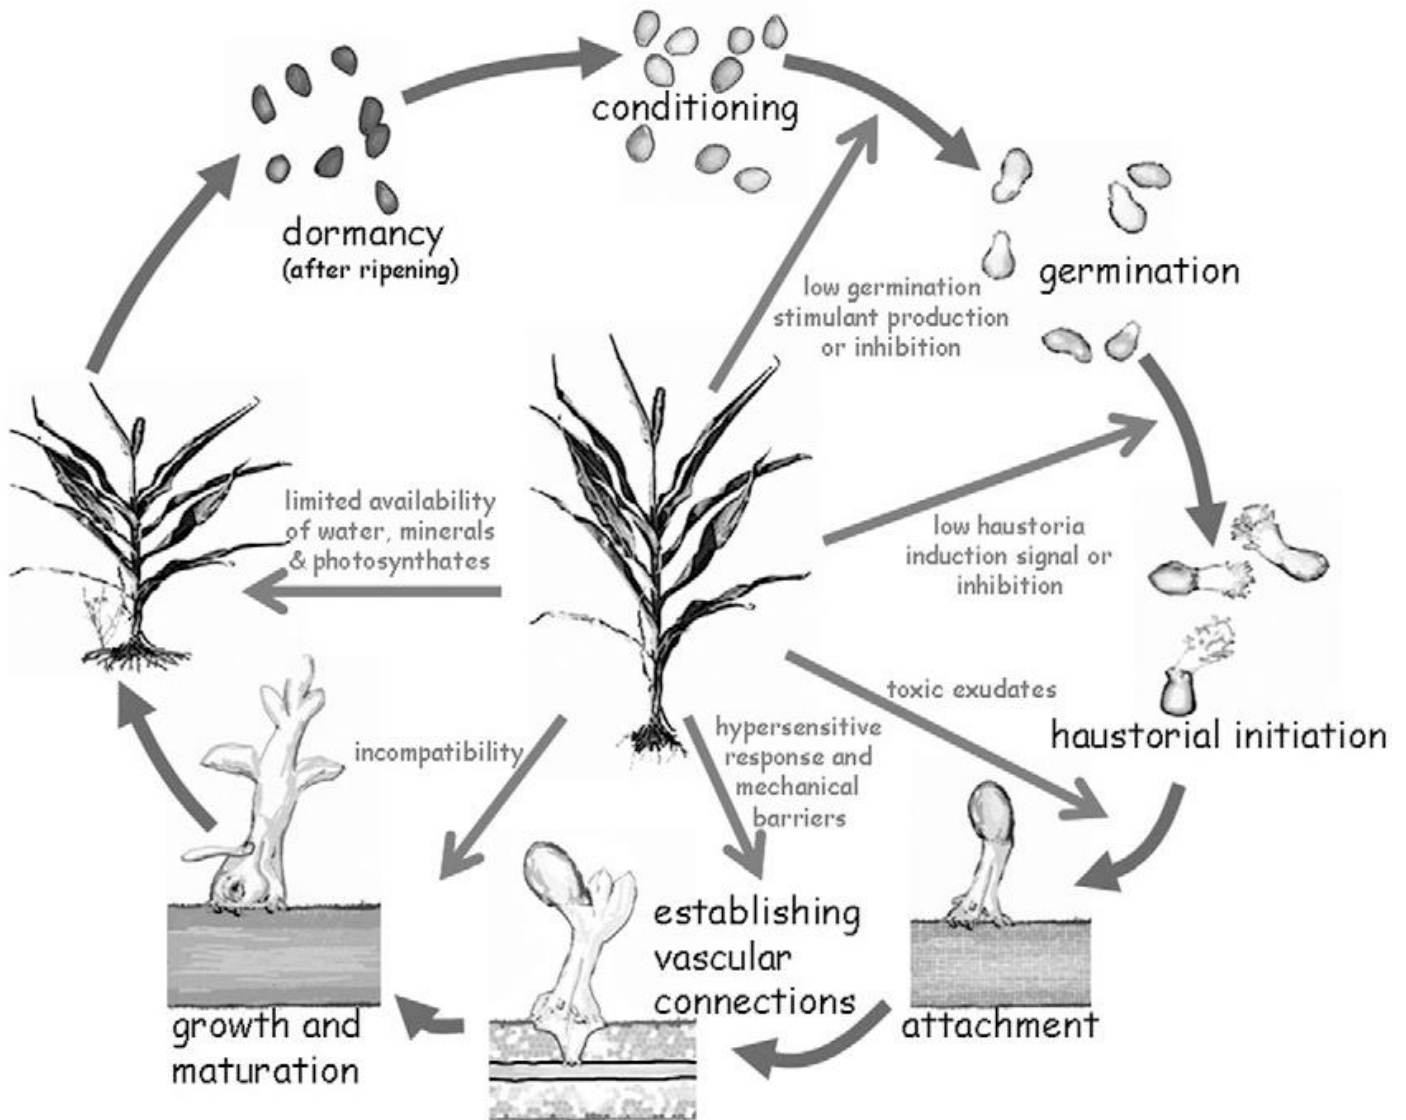 conditioning
dormancy
(after ripening)
germination
low germination
stimulant production
or inhibition
limited availability
of water, minerals
& photosynthates
low haustoria
induction signal or
inhibition
toxic exudates
haustorial initiation
incompatibility
hypersensitive
response and
mechanical
barriers
establishing
vascular
connections
attachment
growth and
maturation